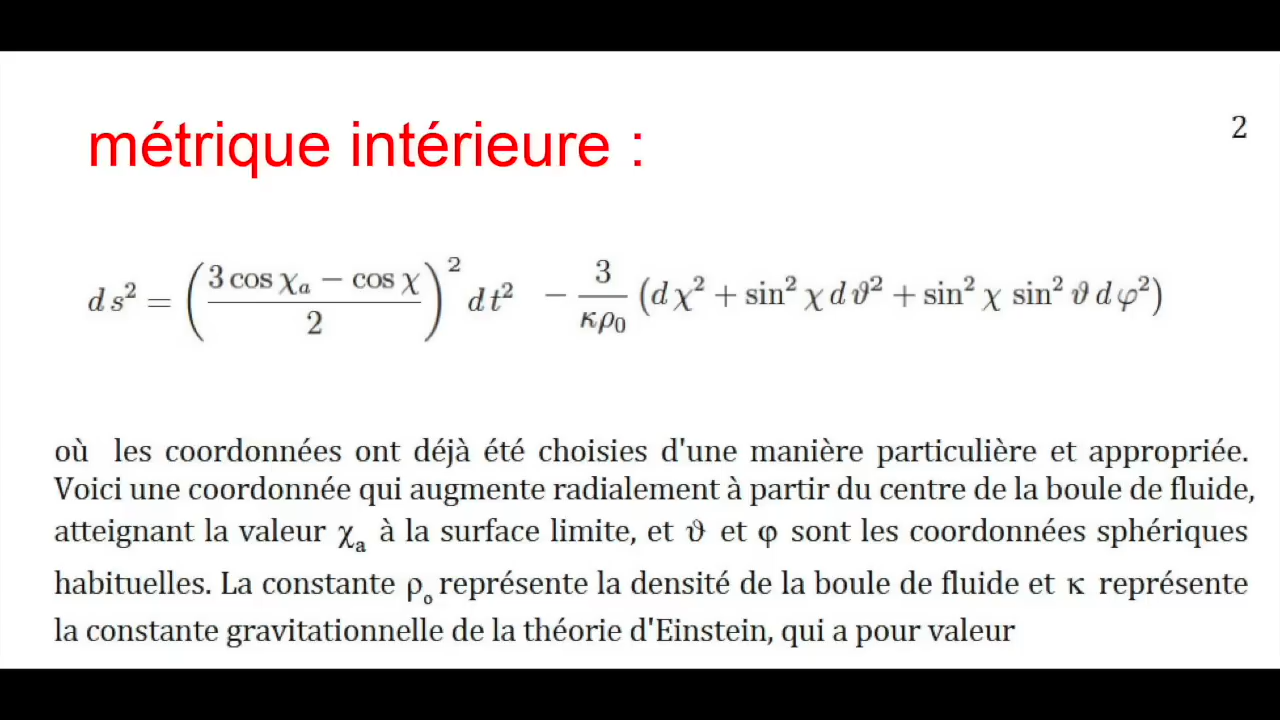 2
métrique intérieure :
ds² = ((3 cos χₐ − cos χ)/2)² dt² − 3/(κρ₀) (dχ² + sin² χ dϑ² + sin² χ sin² ϑ dφ²)
où les coordonnées ont déjà été choisies d'une manière particulière et appropriée.
Voici une coordonnée qui augmente radialement à partir du centre de la boule de fluide,
atteignant la valeur χₐ à la surface limite, et ϑ et φ sont les coordonnées sphériques
habituelles. La constante ρₒ représente la densité de la boule de fluide et κ représente
la constante gravitationnelle de la théorie d'Einstein, qui a pour valeur